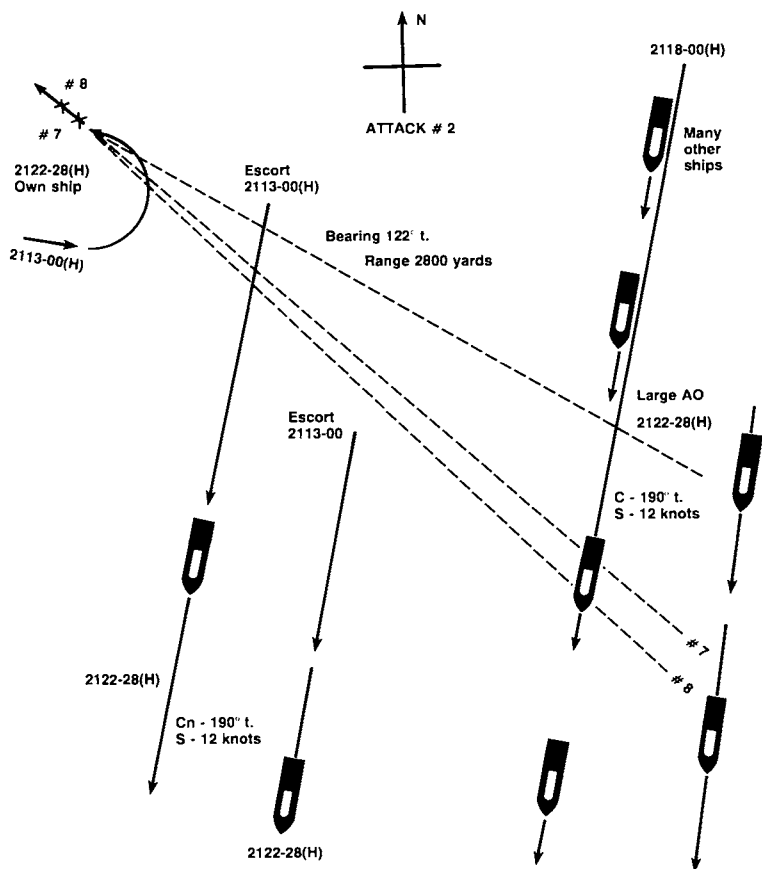 N
ATTACK # 2
2118-00(H)
# 8
# 7
Many
other
ships
2122-28(H)
Own ship
Escort
2113-00(H)
2113-00(H)
Bearing 122° t.
Range 2800 yards
Large AO
2122-28(H)
Escort
2113-00
C - 190° t.
S - 12 knots
#7
#8
2122-28(H)
Cn - 190° t.
S - 12 knots
2122-28(H)